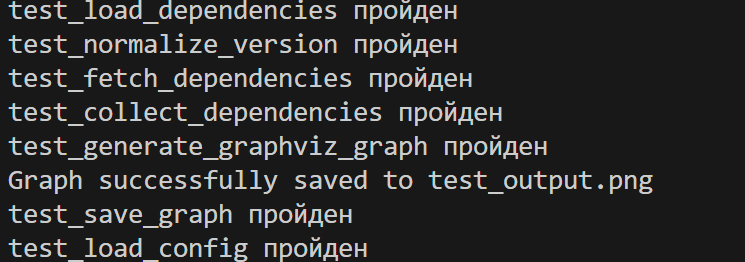 test_load_dependencies пройден
test_normalize_version пройден
test_fetch_dependencies пройден
test_collect_dependencies пройден
test_generate_graphviz_graph пройден
Graph successfully saved to test_output.png
test_save_graph пройден
test_load_config пройден